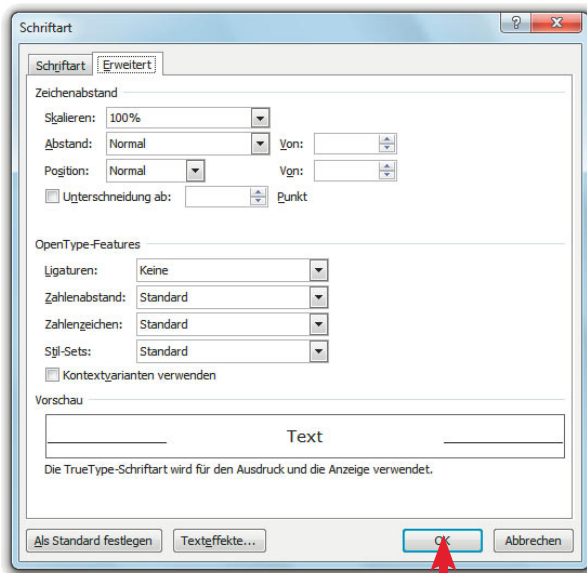 Schriftart
Schriftart Erweitert
Zeichenabstand
Skalieren: 100%
Abstand: Normal Von:
Position: Normal Von:
Unterschneidung ab: Punkt
OpenType-Features
Ligaturen: Keine
Zahlenabstand: Standard
Zahlenzeichen: Standard
Stil-Sets: Standard
Kontextvarianten verwenden
Vorschau
Text
Die TrueType-Schriftart wird für den Ausdruck und die Anzeige verwendet.
Als Standard festlegen Texteffekte... OK Abbrechen